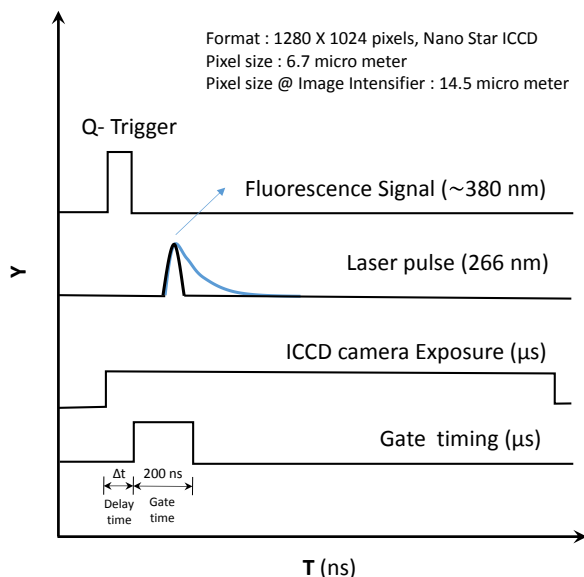 Format : 1280 X 1024 pixels, Nano Star ICCD
Pixel size : 6.7 micro meter
Pixel size @ Image Intensifier : 14.5 micro meter
Q- Trigger
Fluorescence Signal (~380 nm)
Laser pulse (266 nm)
Y
ICCD camera Exposure (μs)
Gate timing (μs)
Δt
200 ns
Delay time
Gate time
T (ns)